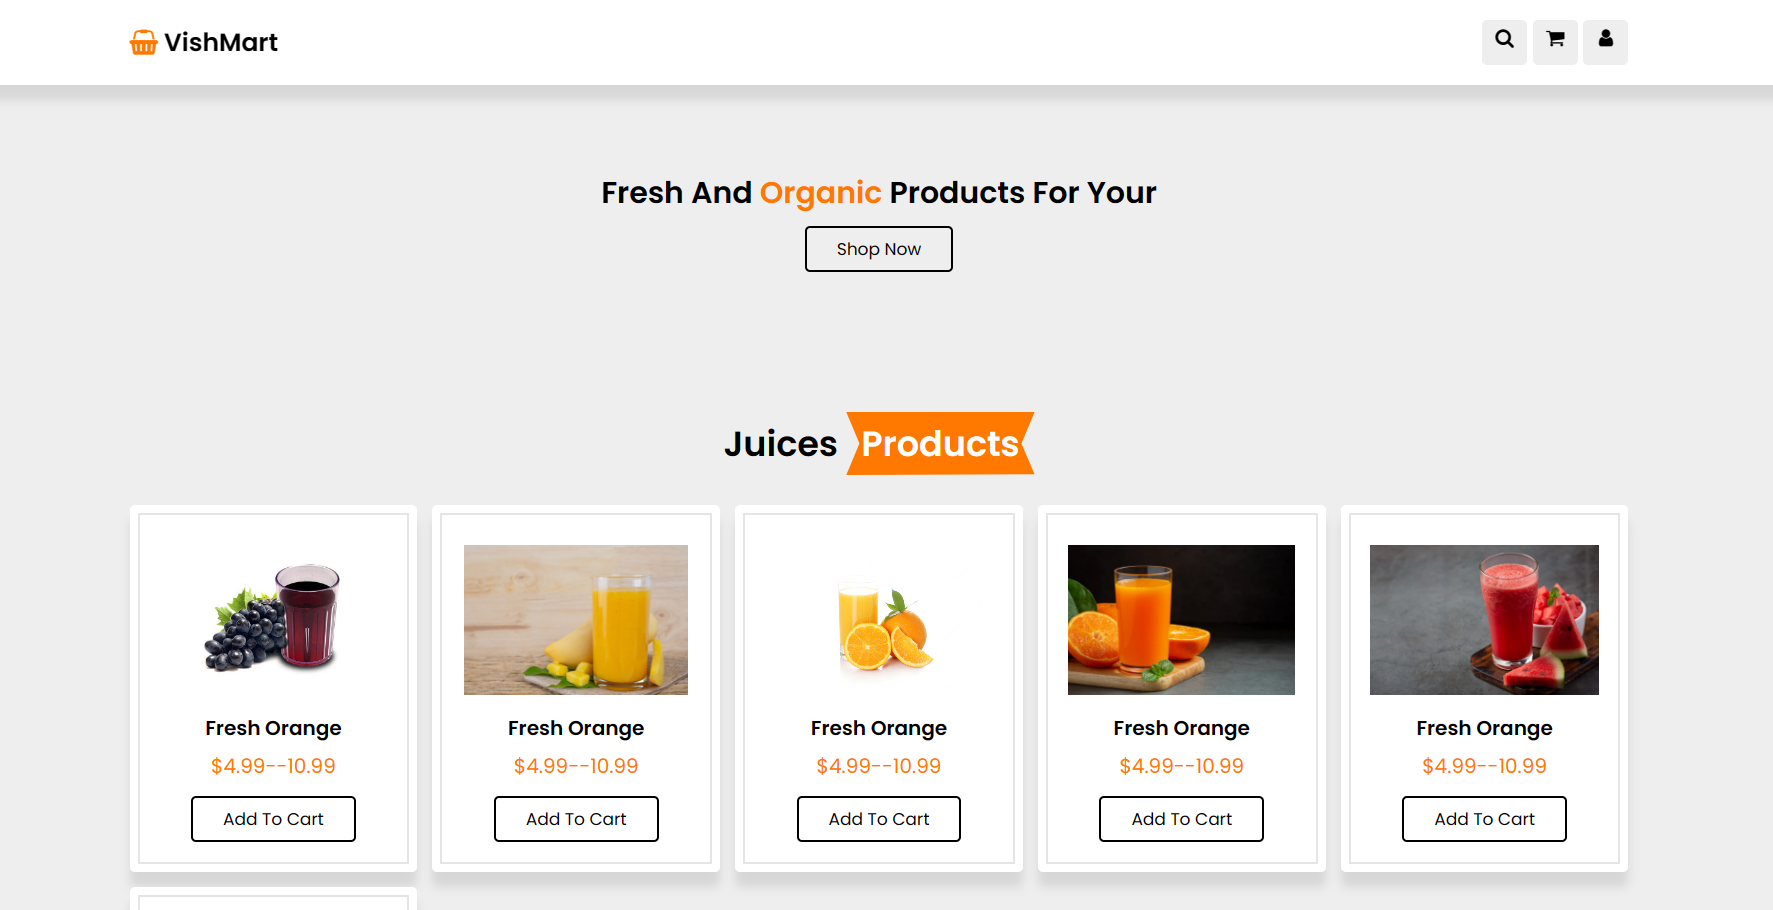 VishMart
Fresh And Organic Products For Your
Shop Now
Juices Products
Fresh Orange
$4.99--10.99
Add To Cart
Fresh Orange
$4.99--10.99
Add To Cart
Fresh Orange
$4.99--10.99
Add To Cart
Fresh Orange
$4.99--10.99
Add To Cart
Fresh Orange
$4.99--10.99
Add To Cart